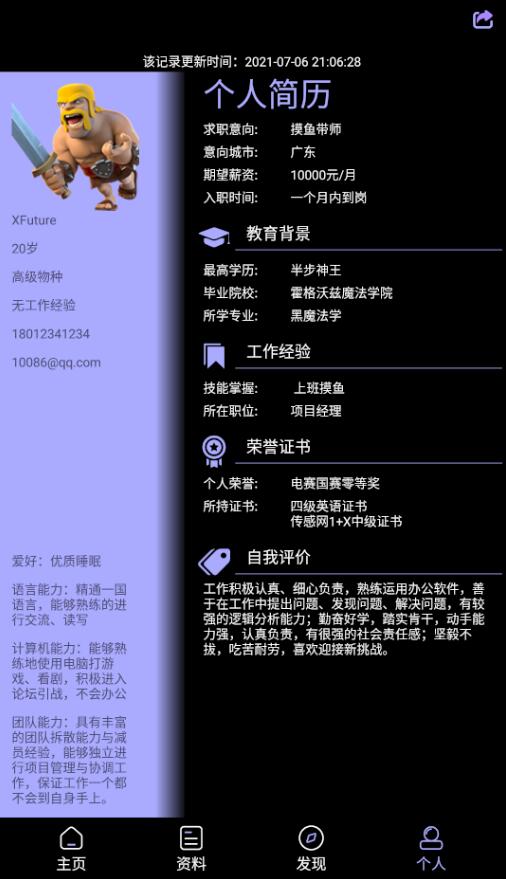 该记录更新时间：2021-07-06 21:06:28
XFuture
20岁
高级物种
无工作经验
18012341234
10086@qq.com
爱好：优质睡眠
语言能力：精通一国
语言，能够熟练的进
行交流、读写
计算机能力：能够熟
练地使用电脑打游
戏、看剧，积极进入
论坛引战，不会办公
团队能力：具有丰富
的团队拆散能力与减
员经验，能够独立进
行项目管理与协调工
作，保证工作一个都
不会到自身手上。
个人简历
求职意向: 摸鱼带师
意向城市: 广东
期望薪资: 10000元/月
入职时间: 一个月内到岗
教育背景
最高学历: 半步神王
毕业院校: 霍格沃兹魔法学院
所学专业: 黑魔法学
工作经验
技能掌握: 上班摸鱼
所在职位: 项目经理
荣誉证书
个人荣誉: 电赛国赛零等奖
所持证书: 四级英语证书
传感网1+X中级证书
自我评价
工作积极认真、细心负责，熟练运用办公软件，善
于在工作中提出问题、发现问题、解决问题，有较
强的逻辑分析能力；勤奋好学，踏实肯干，动手能
力强，认真负责，有很强的社会责任感；坚毅不
拔，吃苦耐劳，喜欢迎接新挑战。
主页 资料 发现 个人